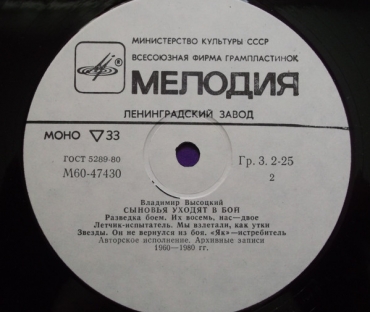 МИНИСТЕРСТВО КУЛЬТУРЫ СССР
ВСЕСОЮЗНАЯ ФИРМА ГРАМПЛАСТИНОК
МЕЛОДИЯ
ЛЕНИНГРАДСКИЙ ЗАВОД
МОНО ▽33
ГОСТ 5289-80
М60-47430
Гр. 3. 2-25
2
Владимир Высоцкий
СЫНОВЬЯ УХОДЯТ В БОЙ
Разведка боем. Их восемь, нас—двое
Летчик-испытатель. Мы взлетали, как утки
Звезды. Он не вернулся из боя. «Як»—истребитель
Авторское исполнение. Архивные записи
1960—1980 гг.